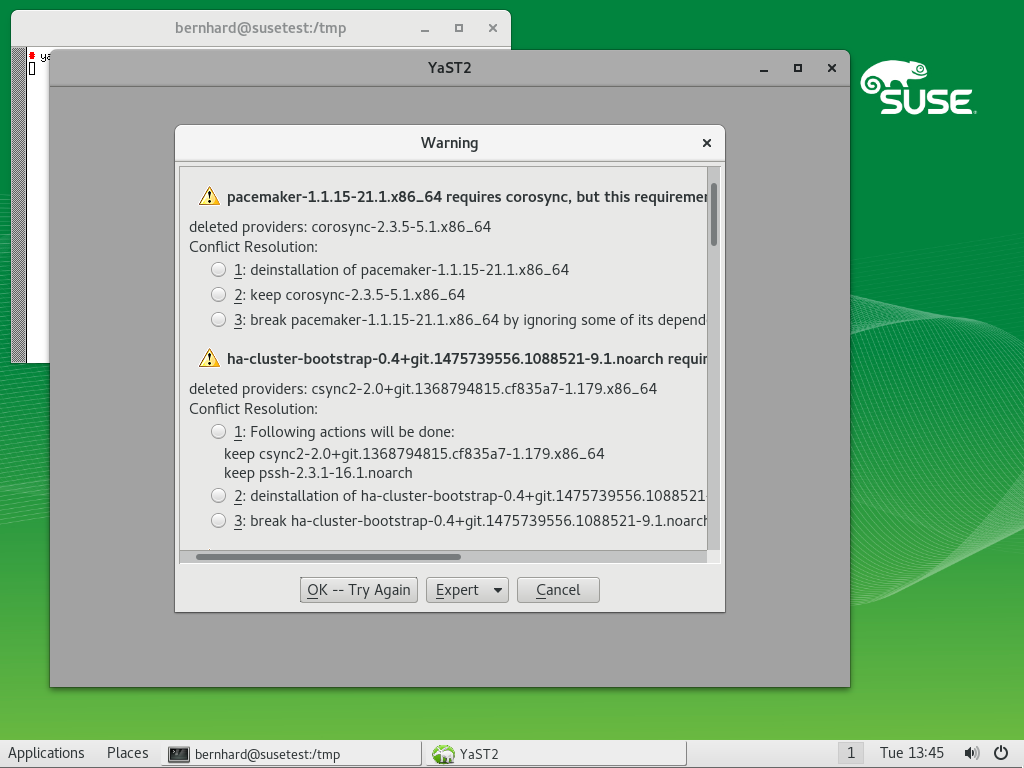 bernhard@susetest:/tmp
ya
YaST2
SUSE
Warning
pacemaker-1.1.15-21.1.x86_64 requires corosync, but this requiremen
deleted providers: corosync-2.3.5-5.1.x86_64
Conflict Resolution:
1: deinstallation of pacemaker-1.1.15-21.1.x86_64
2: keep corosync-2.3.5-5.1.x86_64
3: break pacemaker-1.1.15-21.1.x86_64 by ignoring some of its depend
ha-cluster-bootstrap-0.4+git.1475739556.1088521-9.1.noarch requir
deleted providers: csync2-2.0+git.1368794815.cf835a7-1.179.x86_64
Conflict Resolution:
1: Following actions will be done:
keep csync2-2.0+git.1368794815.cf835a7-1.179.x86_64
keep pssh-2.3.1-16.1.noarch
2: deinstallation of ha-cluster-bootstrap-0.4+git.1475739556.1088521-
3: break ha-cluster-bootstrap-0.4+git.1475739556.1088521-9.1.noarch
OK -- Try Again Expert Cancel
Applications Places bernhard@susetest:/tmp YaST2 1 Tue 13:45